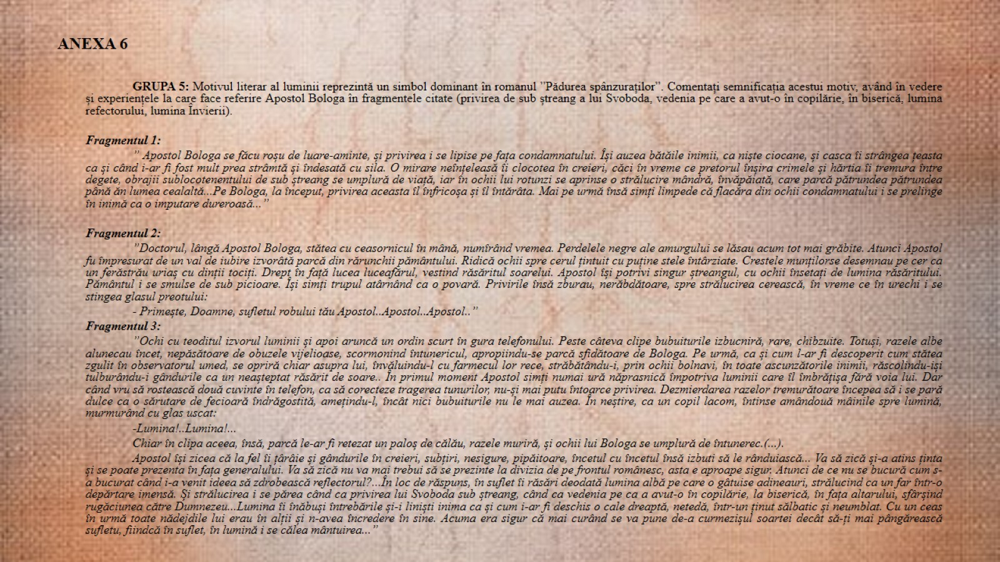 ANEXA 6
GRUPA 5: Motivul literar al luminii reprezintă un simbol dominant în romanul ”Pădurea spânzuraților”. Comentați semnificația acestui motiv, având în vedere
și experiențele la care face referire Apostol Bologa în fragmentele citate (privirea de sub ștreang a lui Svoboda, vedenia pe care a avut-o în copilărie, în biserică, lumina
refectorului, lumina Învierii).
Fragmentul 1:
” Apostol Bologa se făcu roșu de luare-aminte, și privirea i se lipise pe fața condamnatului. Își auzea bătăile inimii, ca niște ciocane, și casca îi strângea țeasta
ca și când i-ar fi fost mult prea strâmtă și îndesată cu sila. O mirare neînțeleasă îi clocotea în creieri, căci în vreme ce pretorul înșira crimele și hârtia îi tremura între
degete, obrajii sublocotenentului de sub ștreang se umplură de viață, iar în ochii lui rotunzi se aprinse o strălucire mândră, învăpăiată, care parcă pătrundea pătrundea
până ăn lumea cealaltă...Pe Bologa, la început, privirea aceasta îl înfricoșa și îl întărâta. Mai pe urmă însă simți limpede că flacăra din ochii condamnatului i se prelinge
în inimă ca o imputare dureroasă...”
Fragmentul 2:
”Doctorul, lângă Apostol Bologa, stătea cu ceasornicul în mână, numîrând vremea. Perdelele negre ale amurgului se lăsau acum tot mai grăbite. Atunci Apostol
fu împresurat de un val de iubire izvorâtă parcă din rărunchii pământului. Ridică ochii spre cerul țintuit cu puține stele întârziate. Crestele munțilorse desemnau pe cer ca
un ferăstrău uriaș cu dinții tociți. Drept în față lucea luceafărul, vestind răsăritul soarelui. Apostol își potrivi singur ștreangul, cu ochii însetați de lumina răsăritului.
Pământul i se smulse de sub picioare. Își simți trupul atârnând ca o povară. Privirile însă zburau, nerăbdătoare, spre strălucirea cerească, în vreme ce în urechi i se
stingea glasul preotului:
- Primește, Doamne, sufletul robului tău Apostol..Apostol..Apostol..”
Fragmentul 3:
”Ochi cu teoditul izvorul luminii și apoi aruncă un ordin scurt în gura telefonului. Peste câteva clipe bubuiturile izbucniră, rare, chibzuite. Totuși, razele albe
alunecau încet, nepăsătoare de obuzele vijelioase, scormonind întunericul, apropiindu-se parcă sfidătoare de Bologa. Pe urmă, ca și cum l-ar fi descoperit cum stătea
zgulit în observatorul umed, se opriră chiar asupra lui, învăluindu-l cu farmecul lor rece, străbătându-i, prin ochii bolnavi, în toate ascunzătorile inimii, răscolindu-iși
tulburându-i gândurile ca un neașteptat răsărit de soare.. În primul moment Apostol simți numai ură năprasnică împotriva luminii care îl îmbrățișa fără voia lui. Dar
când vru să rostească două cuvinte în telefon, ca să corecteze tragerea tunurilor, nu-și mai putu întoarce privirea. Dezmierdarea razelor tremurătoare începea să i se pară
dulce ca o sărutare de fecioară îndrăgostită, amețindu-l, încât nici bubuiturile nu le mai auzea. În neștire, ca un copil lacom, întinse amândouă mâinile spre lumină,
murmurând cu glas uscat:
-Lumina!..Lumina!...
Chiar în clipa aceea, însă, parcă le-ar fi retezat un paloș de călău, razele muriră, și ochii lui Bologa se umplură de întunerec.(...).
Apostol își zicea că la fel îi țârâie și gândurile în creieri, subțiri, nesigure, pipăitoare, încetul cu încetul însă izbuti să le rânduiască... Va să zică și-a atins ținta
și se poate prezenta în fața generalului. Va să zică nu va mai trebui să se prezinte la divizia de pe frontul românesc, asta e aproape sigur. Atunci de ce nu se bucură cum s-
a bucurat când i-a venit ideea să zdrobească reflectorul?...În loc de răspuns, în suflet îi răsări deodată lumina albă pe care o gâtuise adineauri, strălucind ca un far într-o
depărtare imensă. Și strălucirea i se părea când ca privirea lui Svoboda sub ștreang, când ca vedenia pe ca a avut-o în copilărie, la biserică, în fața altarului, sfârșind
rugăciunea către Dumnezeu...Lumina îi înăbuși întrebările și-i liniști inima ca și cum i-ar fi deschis o cale dreaptă, netedă, într-un ținut sălbatic și neumblat. Cu un ceas
în urmă toate nădejdile lui erau în alții și n-avea încredere în sine. Acuma era sigur că mai curând se va pune de-a curmezișul soartei decât să-ți mai pângărească
sufletu, fiindcă în suflet, în lumină i se călea mântuirea...”